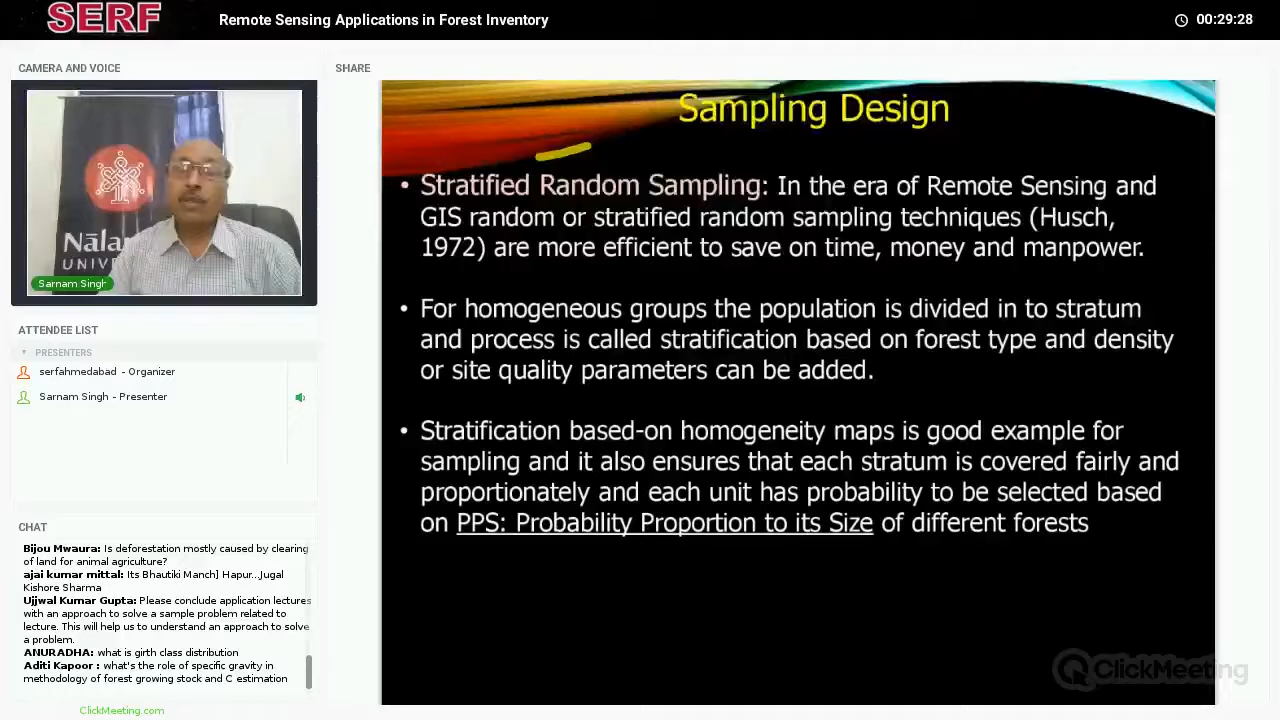 SERF
Remote Sensing Applications in Forest Inventory
00:29:28
CAMERA AND VOICE
Nālan
UNIVE
Sarnam Singh
ATTENDEE LIST
PRESENTERS
serfahmedabad - Organizer
Sarnam Singh - Presenter
CHAT
Bijou Mwaura: Is deforestation mostly caused by clearing
of land for animal agriculture?
ajai kumar mittal: Its Bhautiki Manch] Hapur...Jugal
Kishore Sharma
Ujjwal Kumar Gupta: Please conclude application lectures
with an approach to solve a sample problem related to
lecture. This will help us to understand an approach to solve
a problem.
ANURADHA: what is girth class distribution
Aditi Kapoor : what's the role of specific gravity in
methodology of forest growing stock and C estimation
ClickMeeting.com
SHARE
Sampling Design
• Stratified Random Sampling: In the era of Remote Sensing and
GIS random or stratified random sampling techniques (Husch,
1972) are more efficient to save on time, money and manpower.
• For homogeneous groups the population is divided in to stratum
and process is called stratification based on forest type and density
or site quality parameters can be added.
• Stratification based-on homogeneity maps is good example for
sampling and it also ensures that each stratum is covered fairly and
proportionately and each unit has probability to be selected based
on PPS: Probability Proportion to its Size of different forests
ClickMeeting